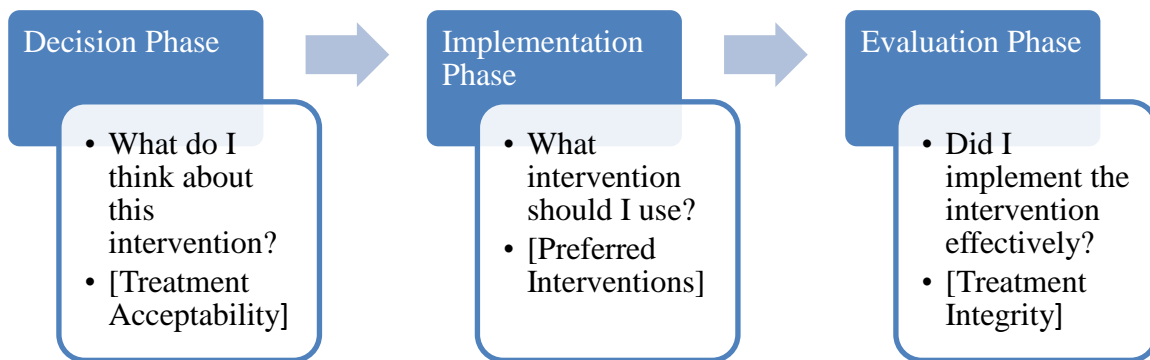 Decision Phase
• What do I
think about
this
intervention?
• [Treatment
Acceptability]
Implementation
Phase
• What
intervention
should I use?
• [Preferred
Interventions]
Evaluation Phase
• Did I
implement the
intervention
effectively?
• [Treatment
Integrity]